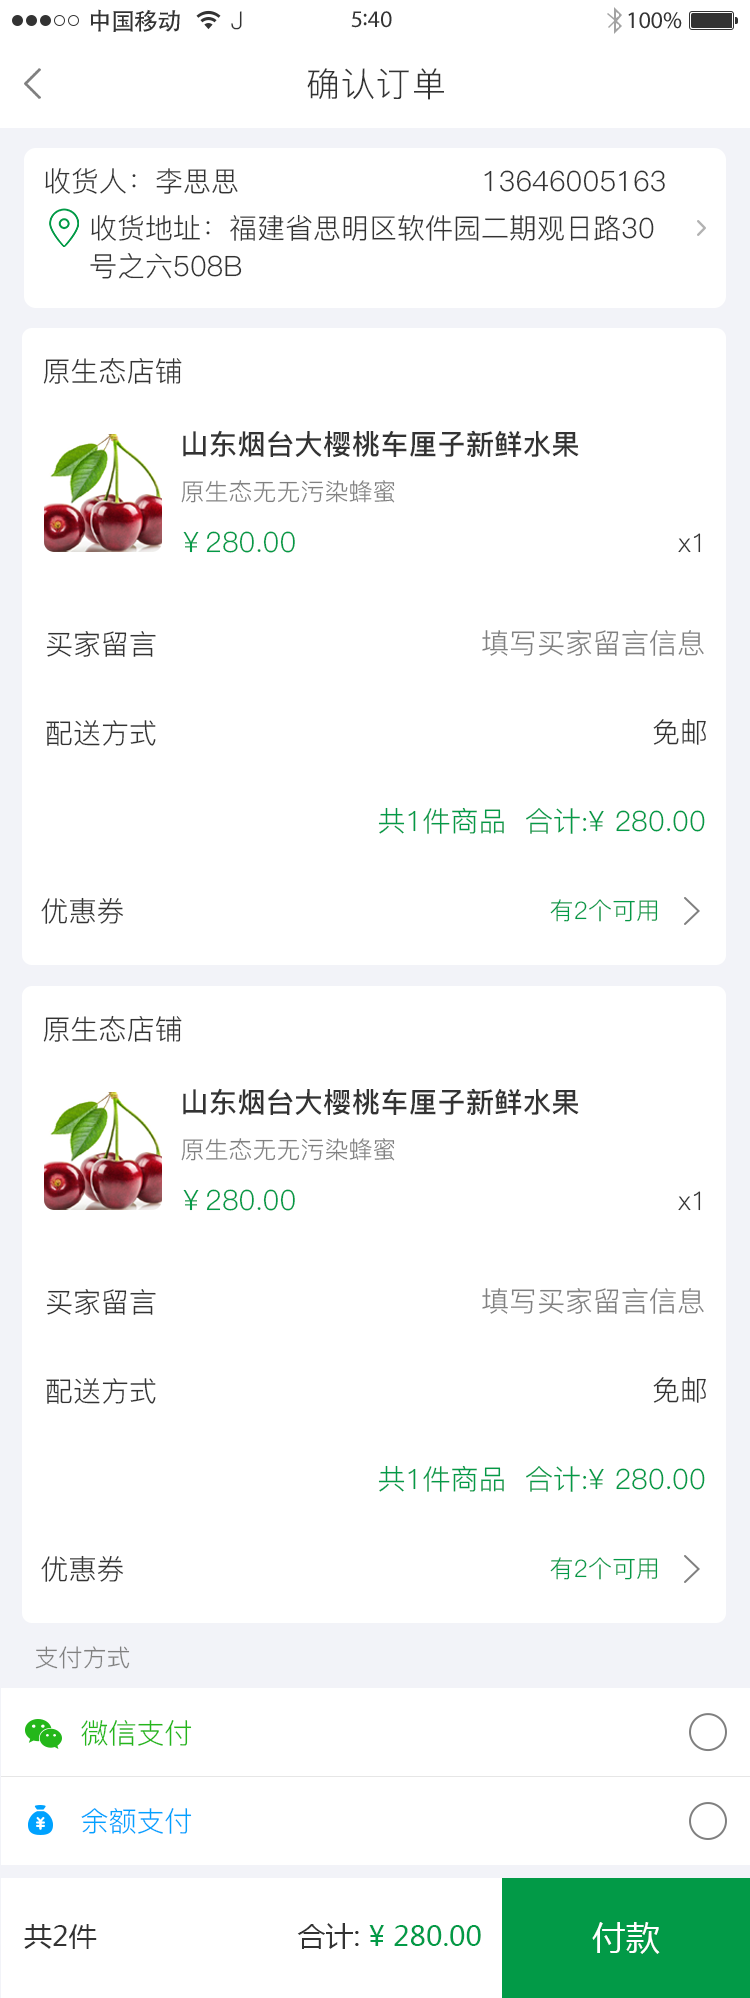 中国移动 5:40 100%
确认订单
收货人：李思思 13646005163
收货地址：福建省思明区软件园二期观日路30
号之六508B
原生态店铺
山东烟台大樱桃车厘子新鲜水果
原生态无无污染蜂蜜
¥280.00 x1
买家留言 填写买家留言信息
配送方式 免邮
共1件商品 合计:¥ 280.00
优惠券 有2个可用
原生态店铺
山东烟台大樱桃车厘子新鲜水果
原生态无无污染蜂蜜
¥280.00 x1
买家留言 填写买家留言信息
配送方式 免邮
共1件商品 合计:¥ 280.00
优惠券 有2个可用
支付方式
微信支付
¥ 余额支付
共2件 合计: ¥ 280.00 付款